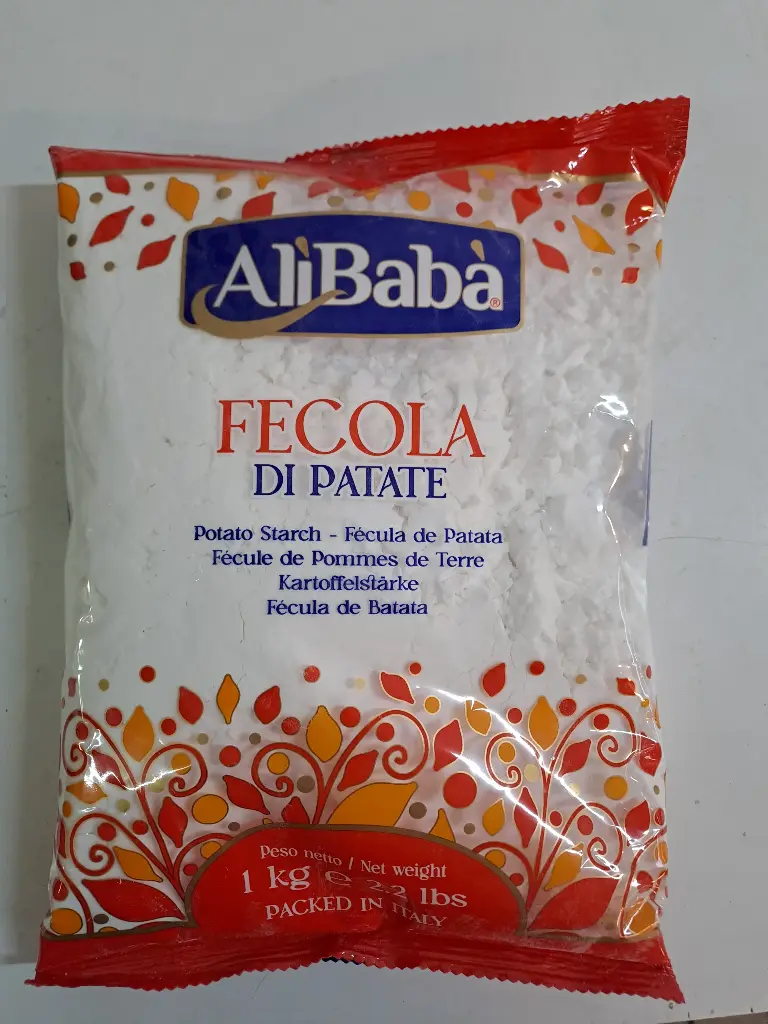 AlìBabà®
FECOLA
DI PATATE
Potato Starch - Fécula de Patata
Fécule de Pommes de Terre
Kartoffelstärke
Fécula de Batata
Peso netto / Net weight
1 kg e 2.2 lbs
PACKED IN ITALY